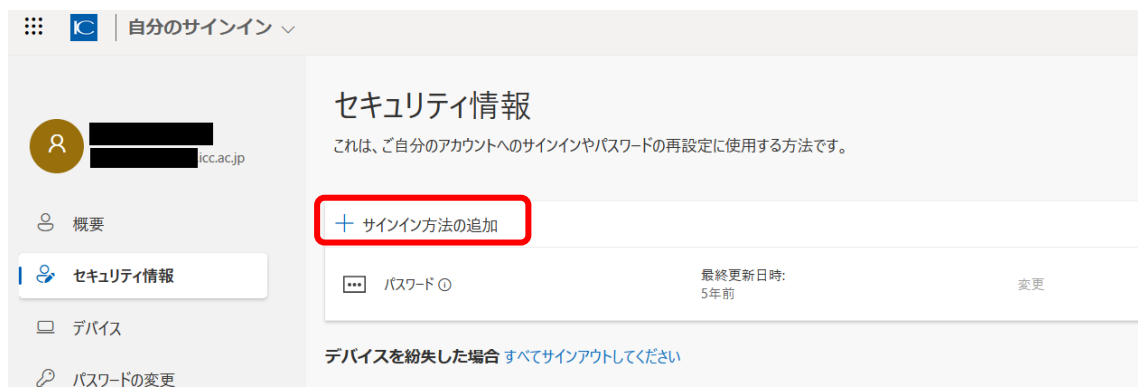 IC 自分のサインイン
セキュリティ情報
これは、ご自分のアカウントへのサインインやパスワードの再設定に使用する方法です。
.icc.ac.jp
概要
セキュリティ情報
デバイス
パスワードの変更
+ サインイン方法の追加
パスワード
最終更新日時:
5年前
変更
デバイスを紛失した場合 すべてサインアウトしてください